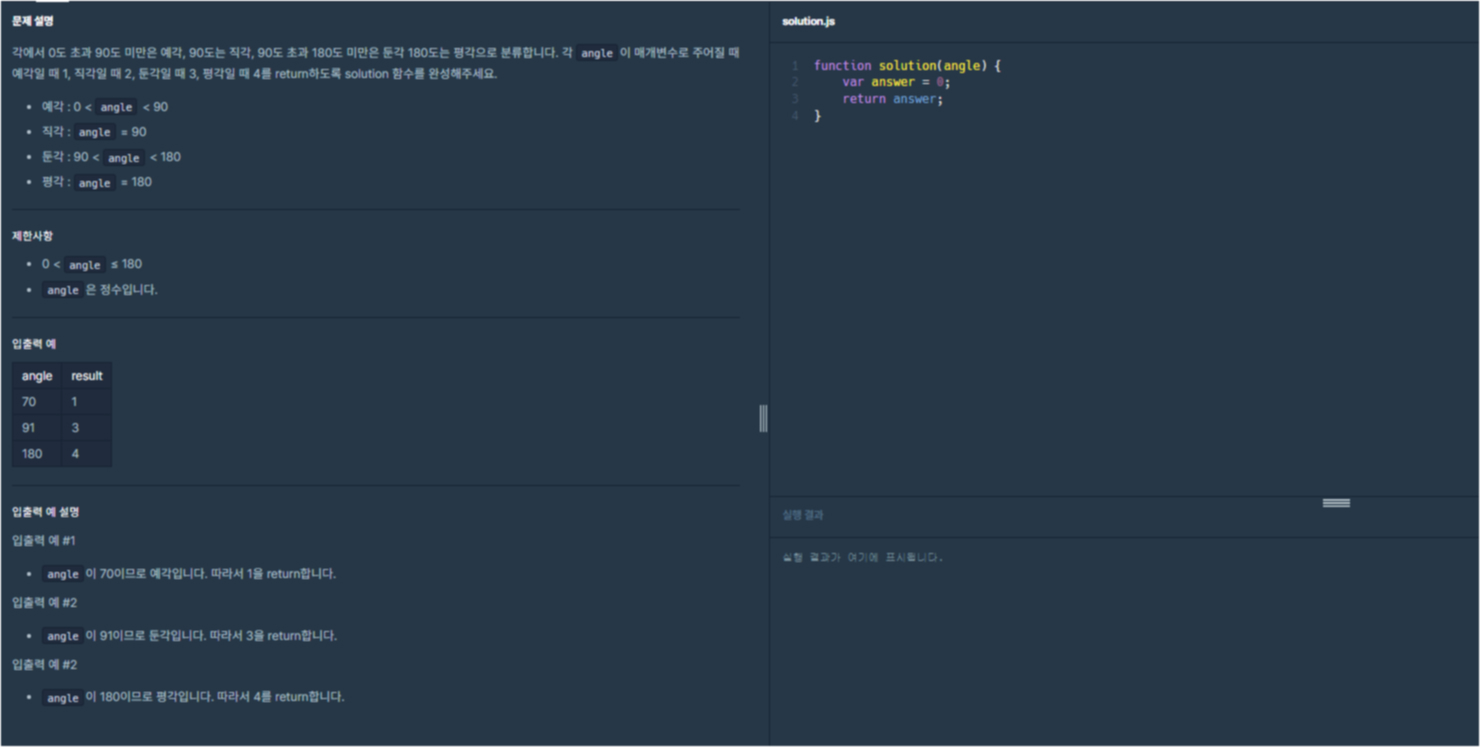 문제 설명
각에서 0도 초과 90도 미만은 예각, 90도는 직각, 90도 초과 180도 미만은 둔각 180도는 평각으로 분류합니다. 각 angle 이 매개변수로 주어질 때
예각일 때 1, 직각일 때 2, 둔각일 때 3, 평각일 때 4를 return하도록 solution 함수를 완성해주세요.
• 예각 : 0 < angle < 90
• 직각 : angle = 90
• 둔각 : 90 < angle < 180
• 평각 : angle = 180
제한사항
• 0 < angle ≤ 180
• angle 은 정수입니다.
입출력 예
angle result
70 1
91 3
180 4
입출력 예 설명
입출력 예 #1
• angle 이 70이므로 예각입니다. 따라서 1을 return합니다.
입출력 예 #2
• angle 이 91이므로 둔각입니다. 따라서 3을 return합니다.
입출력 예 #2
• angle 이 180이므로 평각입니다. 따라서 4를 return합니다.
solution.js
1 function solution(angle) {
2     var answer = 0;
3     return answer;
4 }
실행 결과
실행 결과가 여기에 표시됩니다.